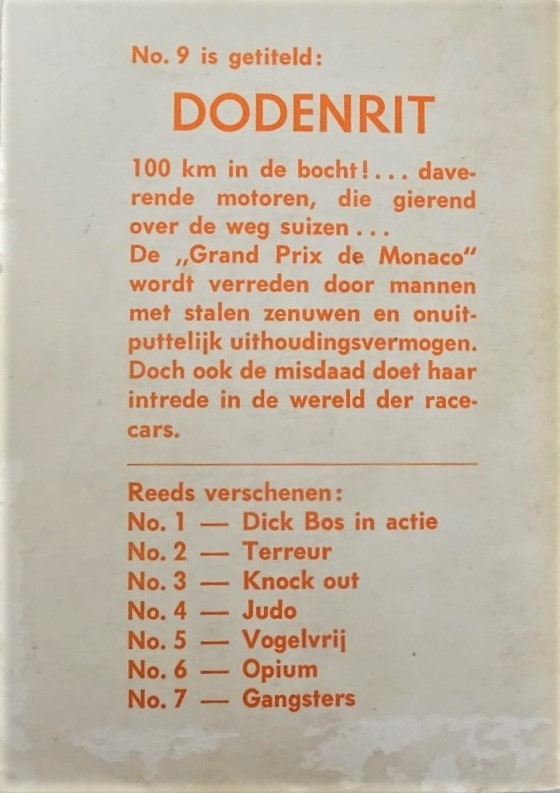 No. 9 is getiteld:
DODENRIT
100 km in de bocht!... dave-
rende motoren, die gierend
over de weg suizen...
De „Grand Prix de Monaco“
wordt verreden door mannen
met stalen zenuwen en onuit-
puttelijk uithoudingsvermogen.
Doch ook de misdaad doet haar
intrede in de wereld der race-
cars.
Reeds verschenen:
No. 1 — Dick Bos in actie
No. 2 — Terreur
No. 3 — Knock out
No. 4 — Judo
No. 5 — Vogelvrij
No. 6 — Opium
No. 7 — Gangsters